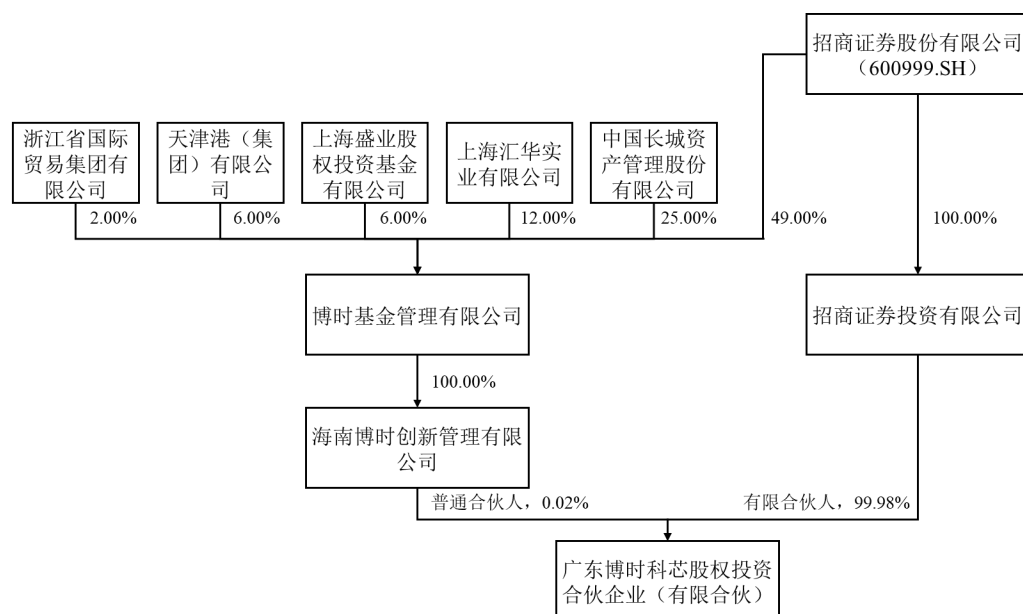 招商证券股份有限公司
（600999.SH）
浙江省国际
贸易集团有
限公司
天津港（集
团）有限公
司
上海盛业股
权投资基金
有限公司
上海汇华实
业有限公司
中国长城资
产管理股份
有限公司
2.00%
6.00%
6.00%
12.00%
25.00%
49.00%
100.00%
博时基金管理有限公司
招商证券投资有限公司
100.00%
海南博时创新管理有限
公司
普通合伙人，0.02%
有限合伙人，99.98%
广东博时科芯股权投资
合伙企业（有限合伙）